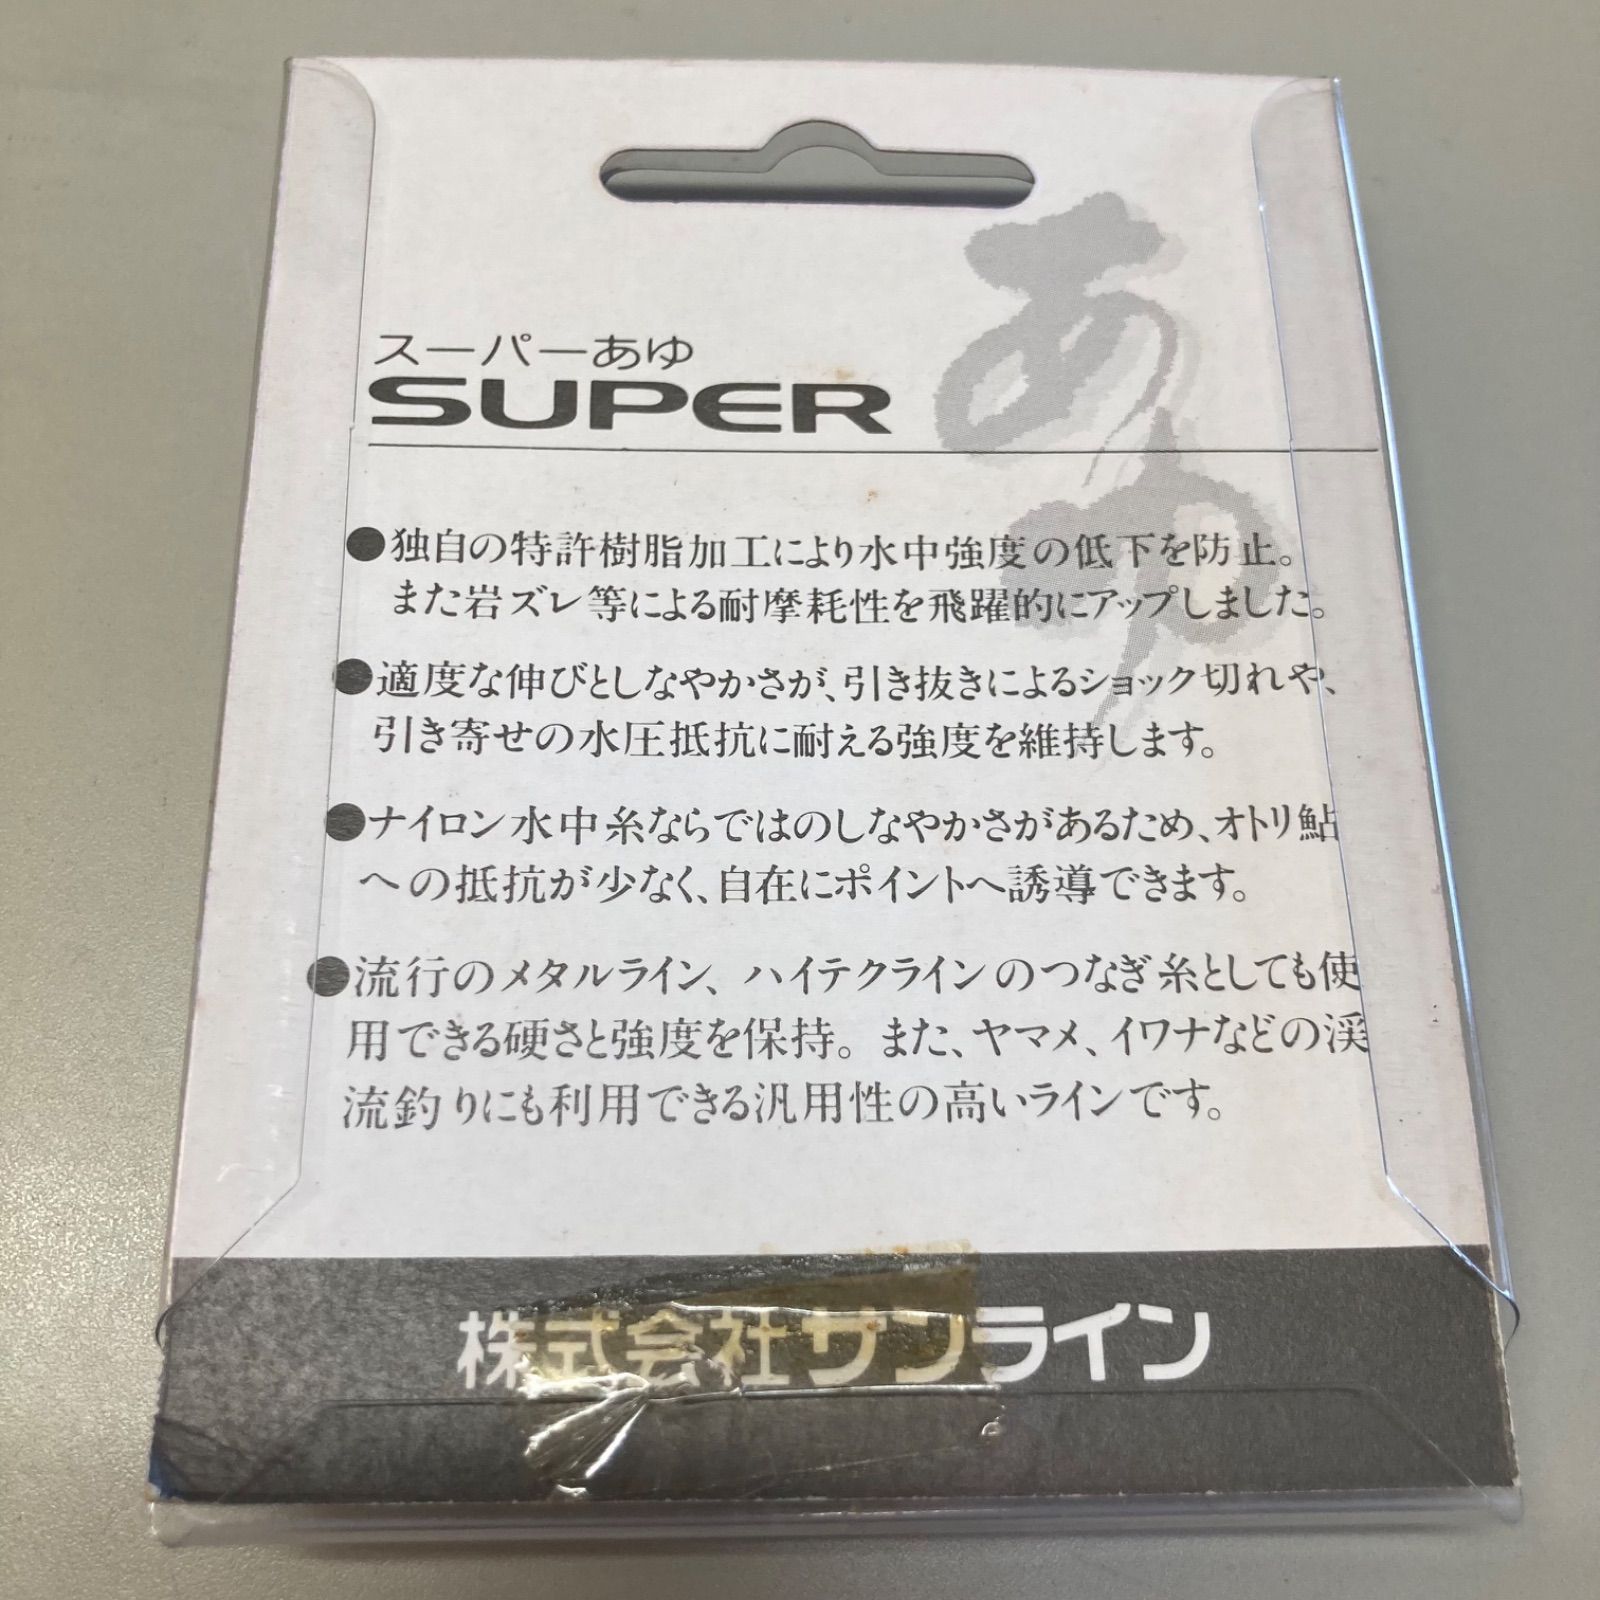 スーパーあゆ
SUPER
あゆ
●独自の特許樹脂加工により水中強度の低下を防止。
また岩ズレ等による耐摩耗性を飛躍的にアップしました。
●適度な伸びとしなやかさが、引き抜きによるショック切れや、
引き寄せの水圧抵抗に耐える強度を維持します。
●ナイロン水中糸ならではのしなやかさがあるため、オトリ鮎
への抵抗が少なく、自在にポイントへ誘導できます。
●流行のメタルライン、ハイテクラインのつなぎ糸としても使
用できる硬さと強度を保持。また、ヤマメ、イワナなどの渓
流釣りにも利用できる汎用性の高いラインです。
株式会社サンライン